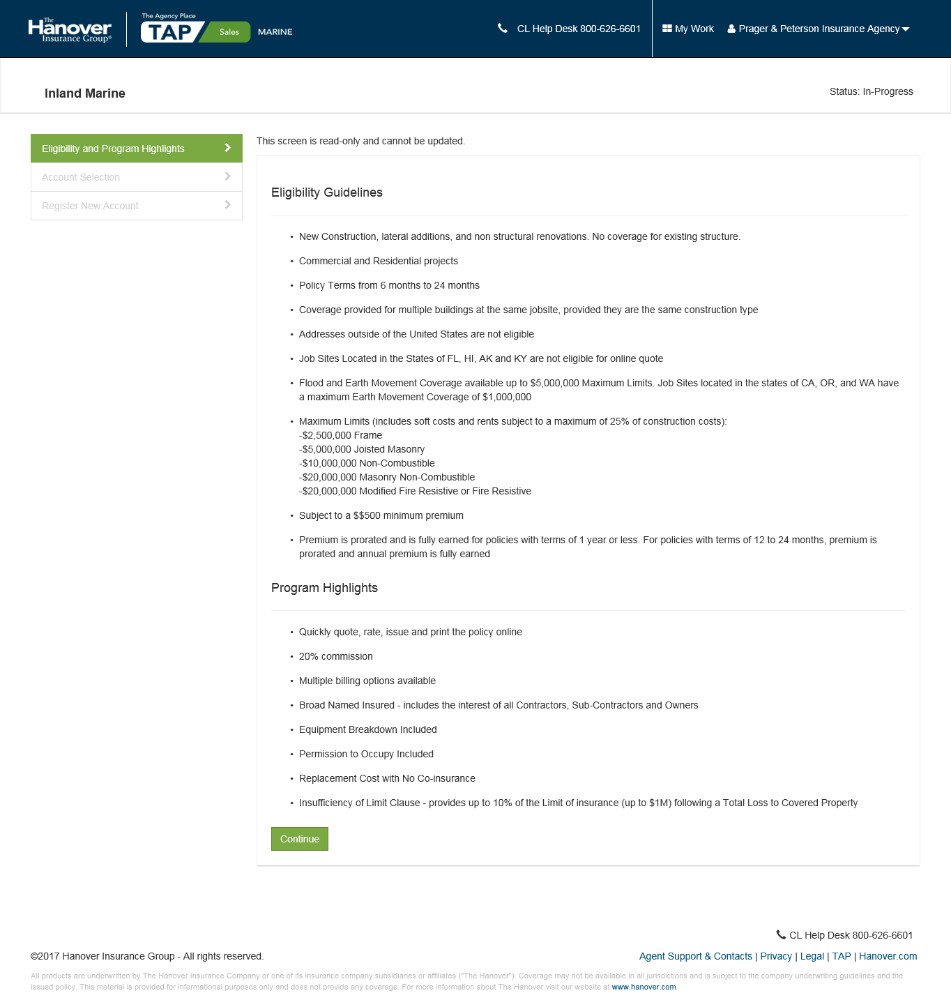 The
Hanover
Insurance Group®
The Agency Place
TAP Sales MARINE
CL Help Desk 800-626-6601
My Work
Prager & Peterson Insurance Agency
Inland Marine
Status: In-Progress
Eligibility and Program Highlights
Account Selection
Register New Account
This screen is read-only and cannot be updated.
Eligibility Guidelines
• New Construction, lateral additions, and non structural renovations. No coverage for existing structure.
• Commercial and Residential projects
• Policy Terms from 6 months to 24 months
• Coverage provided for multiple buildings at the same jobsite, provided they are the same construction type
• Addresses outside of the United States are not eligible
• Job Sites Located in the States of FL, HI, AK and KY are not eligible for online quote
• Flood and Earth Movement Coverage available up to $5,000,000 Maximum Limits. Job Sites located in the states of CA, OR, and WA have
a maximum Earth Movement Coverage of $1,000,000
• Maximum Limits (includes soft costs and rents subject to a maximum of 25% of construction costs):
-$2,500,000 Frame
-$5,000,000 Joisted Masonry
-$10,000,000 Non-Combustible
-$20,000,000 Masonry Non-Combustible
-$20,000,000 Modified Fire Resistive or Fire Resistive
• Subject to a $$500 minimum premium
• Premium is prorated and is fully earned for policies with terms of 1 year or less. For policies with terms of 12 to 24 months, premium is
prorated and annual premium is fully earned
Program Highlights
• Quickly quote, rate, issue and print the policy online
• 20% commission
• Multiple billing options available
• Broad Named Insured - includes the interest of all Contractors, Sub-Contractors and Owners
• Equipment Breakdown Included
• Permission to Occupy Included
• Replacement Cost with No Co-insurance
• Insufficiency of Limit Clause - provides up to 10% of the Limit of insurance (up to $1M) following a Total Loss to Covered Property
Continue
CL Help Desk 800-626-6601
©2017 Hanover Insurance Group - All rights reserved.
Agent Support & Contacts | Privacy | Legal | TAP | Hanover.com
All products are underwritten by The Hanover Insurance Company or one of its insurance company subsidiaries or affiliates ("The Hanover"). Coverage may not be available in all jurisdictions and is subject to the company underwriting guidelines and the
issued policy. This material is provided for informational purposes only and does not provide any coverage. For more information about The Hanover visit our website at www.hanover.com